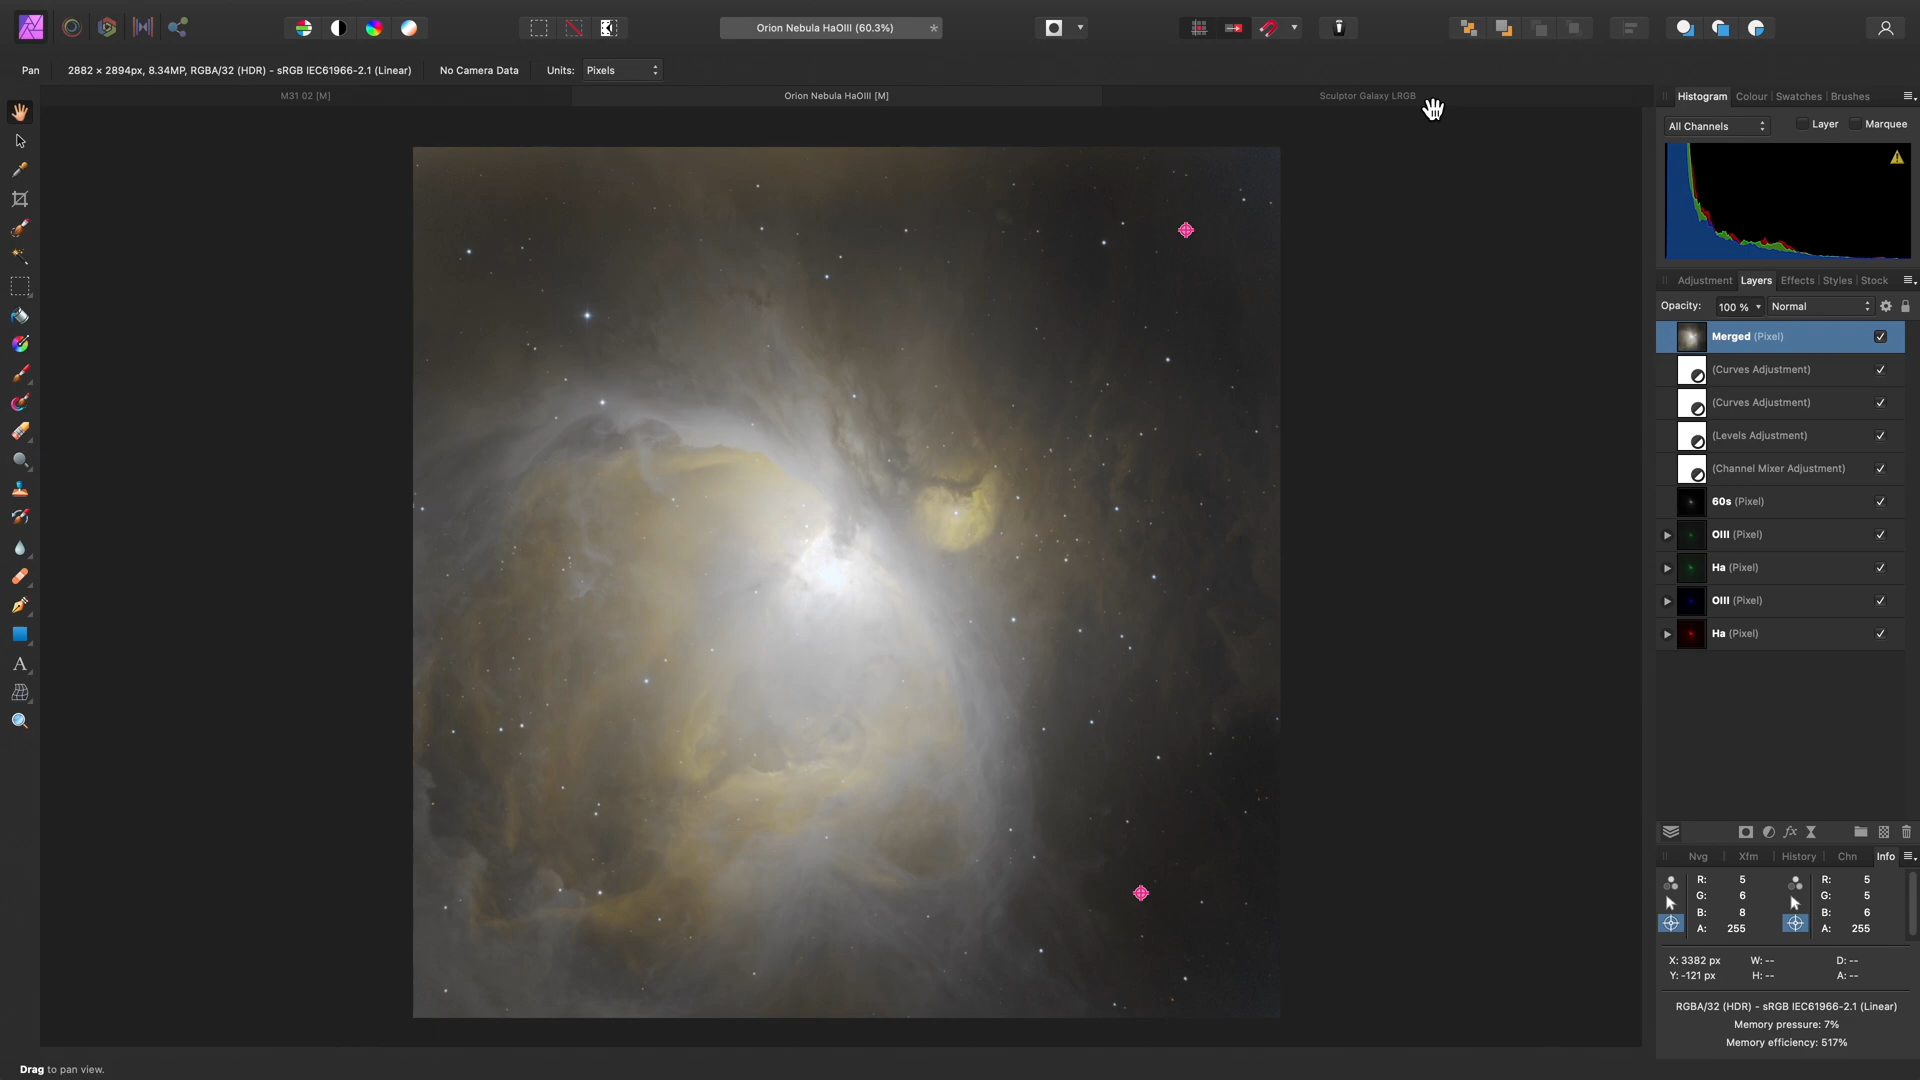 Orion Nebula HaOIII (60.3%)
Pan
2882 × 2894px, 8.34MP, RGBA/32 (HDR) - sRGB IEC61966-2.1 (Linear)
No Camera Data
Units:
Pixels
M31 02 [M]
Orion Nebula HaOIII [M]
Sculptor Galaxy LRGB
Histogram
Colour
Swatches
Brushes
All Channels
Layer
Marquee
Adjustment
Layers
Effects
Styles
Stock
Opacity:
100 %
Normal
Merged (Pixel)
(Curves Adjustment)
(Curves Adjustment)
(Levels Adjustment)
(Channel Mixer Adjustment)
60s (Pixel)
OIII (Pixel)
Ha (Pixel)
OIII (Pixel)
Ha (Pixel)
Nvg
Xfm
History
Chn
Info
R: 5 R: 5
G: 6 G: 5
B: 8 B: 6
A: 255 A: 255
X: 3382 px W: -- D: --
Y: -121 px H: -- A: --
RGBA/32 (HDR) - sRGB IEC61966-2.1 (Linear)
Memory pressure: 7%
Memory efficiency: 517%
Drag to pan view.